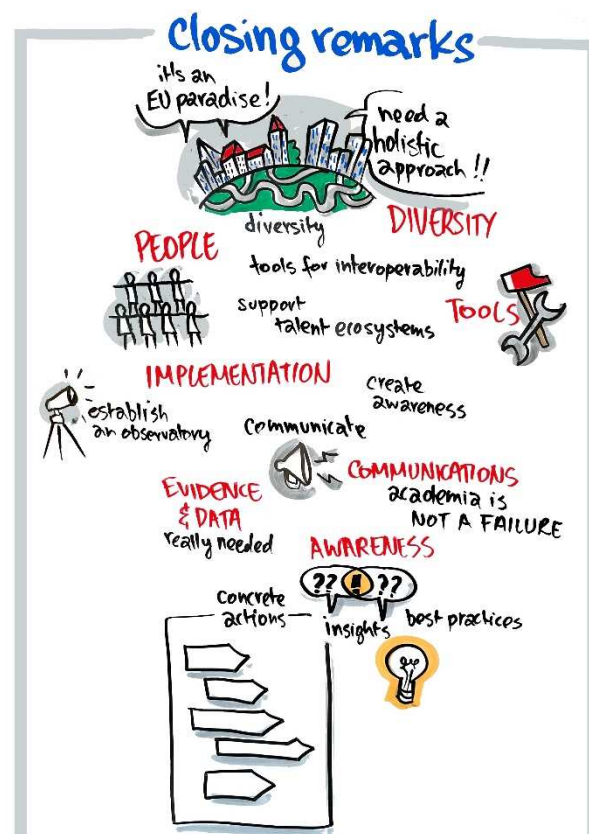 closing remarks
it's an
EU paradise!
need a
holistic
approach!!
diversity
DIVERSITY
PEOPLE
tools for interoperability
support
talent ecosystems
TOOLS
IMPLEMENTATION
create
awareness
establish
an observatory
communicate
COMMUNICATIONS
academia is
NOT A FAILURE
EVIDENCE
& DATA
really needed
AWARENESS
?? ! ??
concrete
actions
insights
best practices